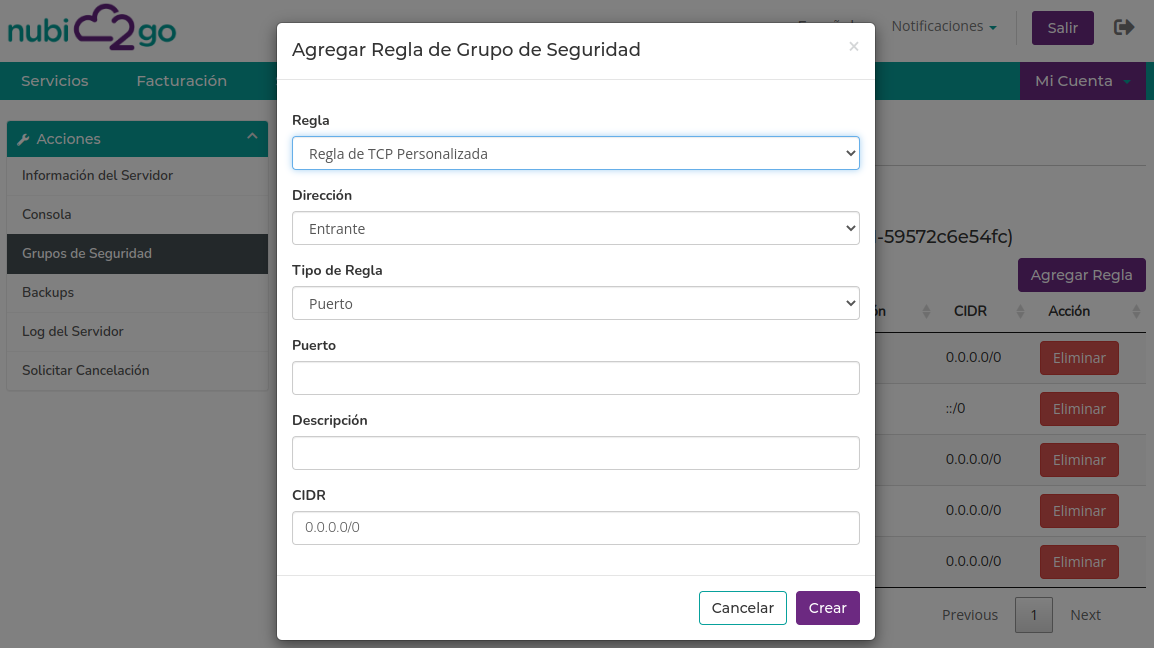 nubi2go
Notificaciones
Salir
Servicios
Facturación
Mi Cuenta
Acciones
Información del Servidor
Consola
Grupos de Seguridad
Backups
Log del Servidor
Solicitar Cancelación
Agregar Regla de Grupo de Seguridad
×
Regla
Regla de TCP Personalizada
Dirección
Entrante
Tipo de Regla
Puerto
Puerto
Descripción
CIDR
0.0.0.0/0
Cancelar
Crear
-59572c6e54fc)
Agregar Regla
ón CIDR Acción
0.0.0.0/0 Eliminar
::/0 Eliminar
0.0.0.0/0 Eliminar
0.0.0.0/0 Eliminar
0.0.0.0/0 Eliminar
Previous 1 Next